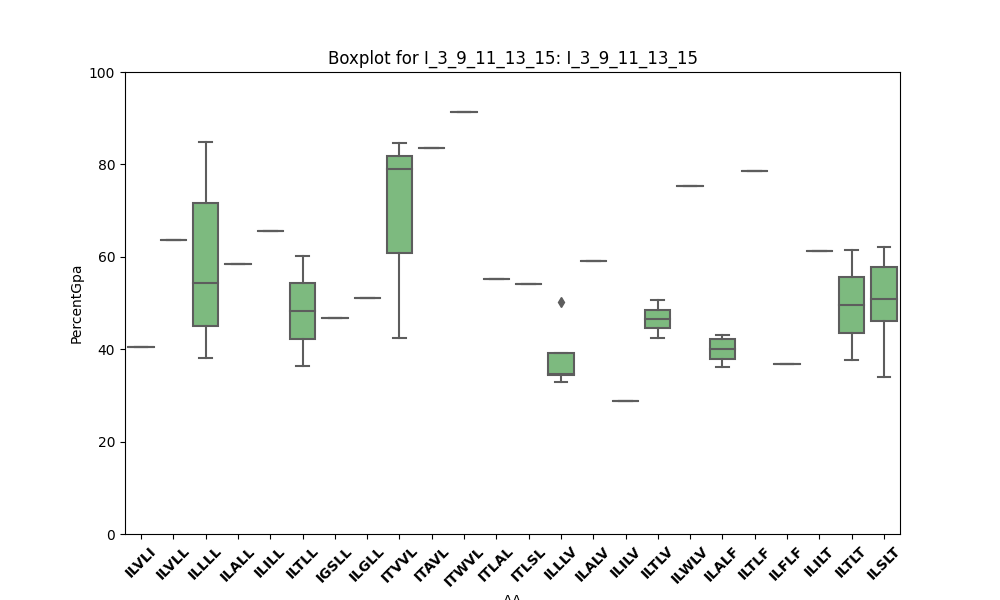 Boxplot for I_3_9_11_13_15: I_3_9_11_13_15
PercentGpa
100
80
60
40
20
0
ILVLI
ILVLL
ILLLL
ILALL
ILILL
ILTLL
IGSLL
ILGLL
ITVVL
ITAVL
ITWVL
ITLAL
ITLSL
ILLLV
ILALV
ILILV
ILTLV
ILWLV
ILALF
ILTLF
ILFLF
ILILT
ILTLT
ILSLT
AA